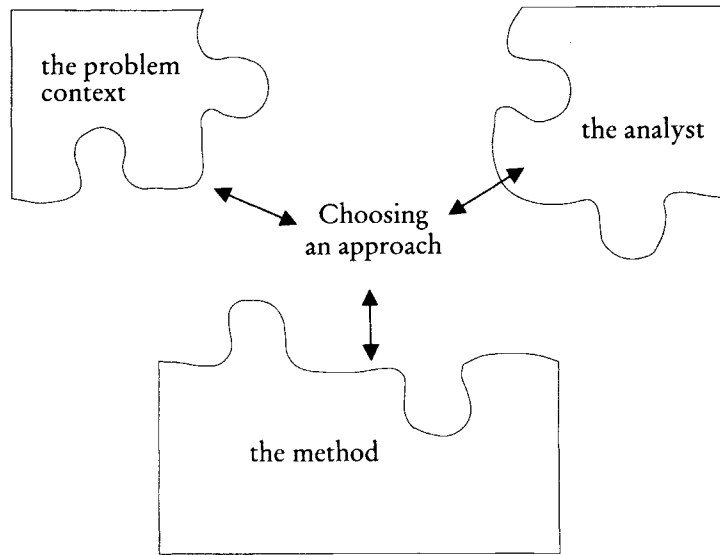 the problem
context
the analyst
Choosing
an approach
the method